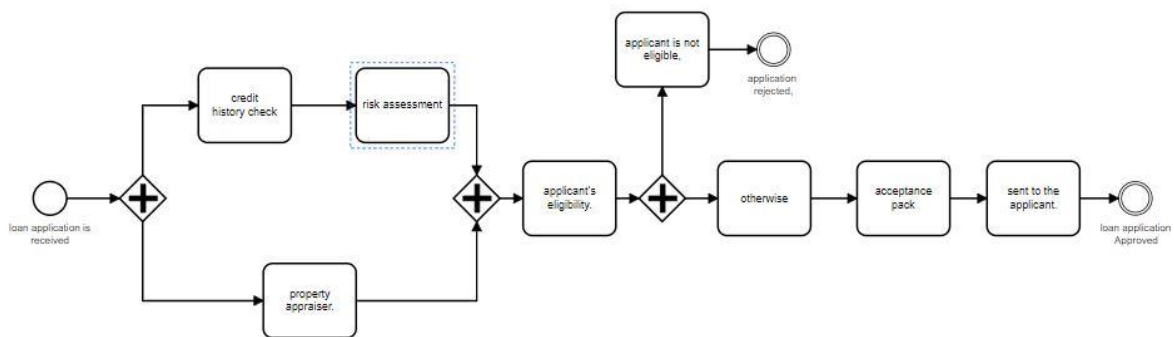 applicant is not
eligible,
application
rejected,
credit
history check
risk assessment
loan application is
received
applicant's
eligibility.
otherwise
acceptance
pack
sent to the
applicant.
loan application
Approved
property
appraiser.